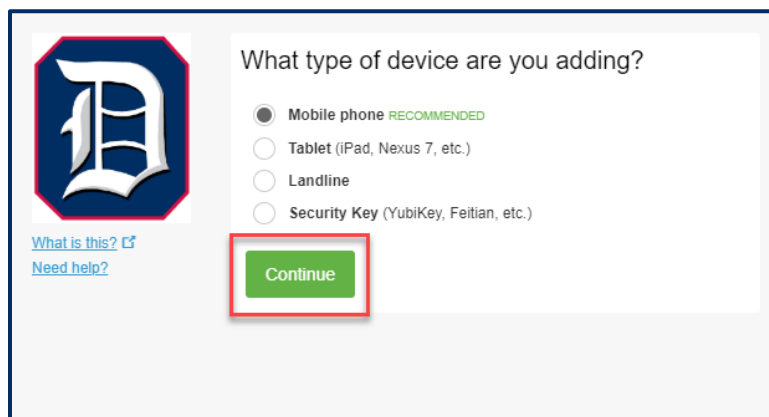 What type of device are you adding?
Mobile phone RECOMMENDED
Tablet (iPad, Nexus 7, etc.)
Landline
Security Key (YubiKey, Feitian, etc.)
Continue
D
What is this?
Need help?